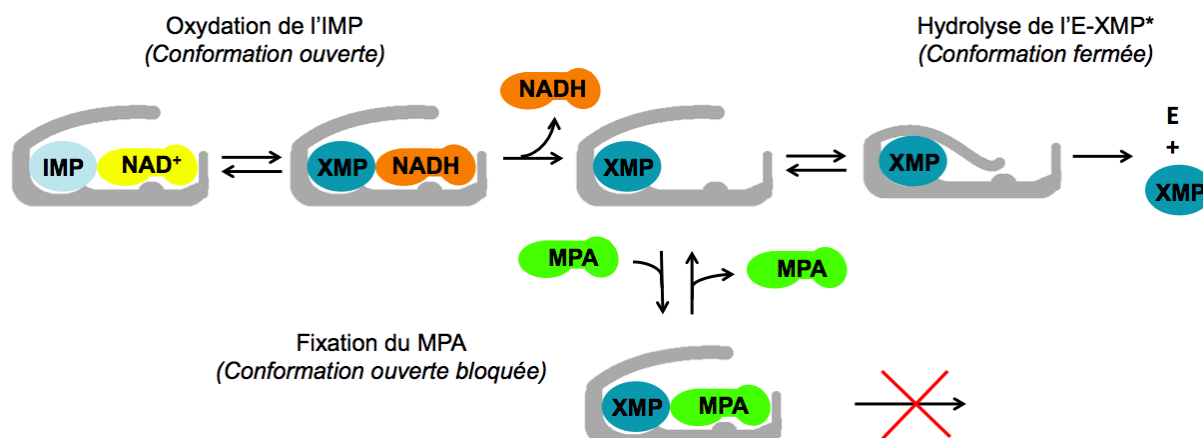 Oxydation de l’IMP
(Conformation ouverte)
Hydrolyse de l’E-XMP*
(Conformation fermée)
NADH
IMP
NAD+
XMP
NADH
XMP
XMP
E
+
XMP
MPA
MPA
Fixation du MPA
(Conformation ouverte bloquée)
XMP
MPA